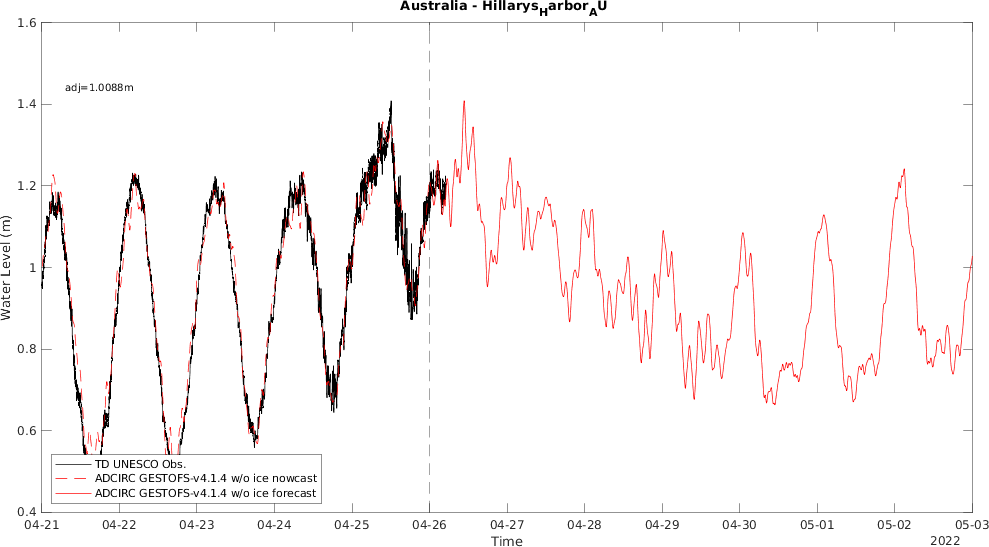 Australia - HillarysHarborAU
1.6
adj=1.0088m
1.4
1.2
1
0.8
0.6
0.4
Water Level (m)
TD UNESCO Obs.
ADCIRC GESTOFS-v4.1.4 w/o ice nowcast
ADCIRC GESTOFS-v4.1.4 w/o ice forecast
04-21 04-22 04-23 04-24 04-25 04-26 04-27 04-28 04-29 04-30 05-01 05-02 05-03
Time
2022